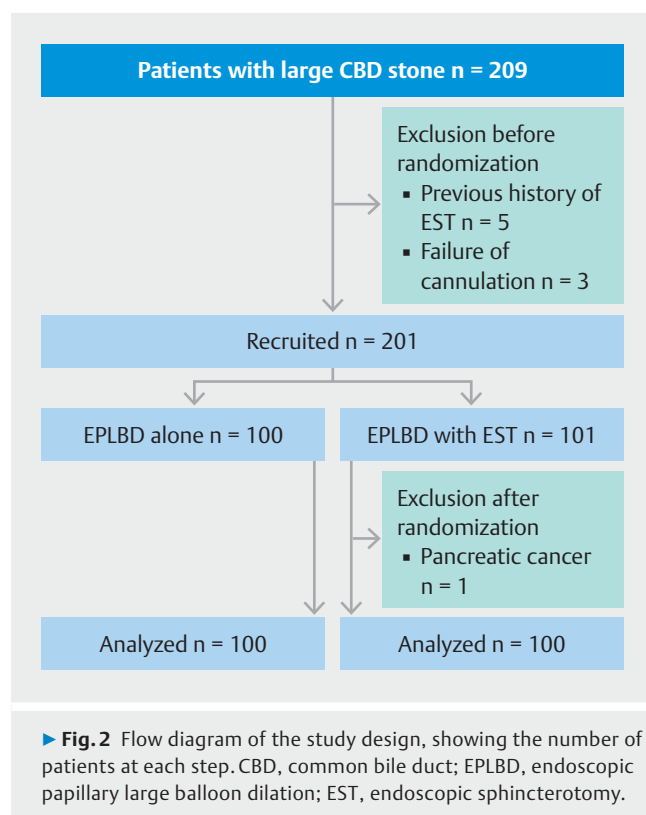 Patients with large CBD stone n = 209
Exclusion before
randomization
▪ Previous history of
EST n = 5
▪ Failure of
cannulation n = 3
Recruited n = 201
EPLBD alone n = 100
EPLBD with EST n = 101
Exclusion after
randomization
▪ Pancreatic cancer
n = 1
Analyzed n = 100
Analyzed n = 100
▶ Fig. 2 Flow diagram of the study design, showing the number of
patients at each step. CBD, common bile duct; EPLBD, endoscopic
papillary large balloon dilation; EST, endoscopic sphincterotomy.